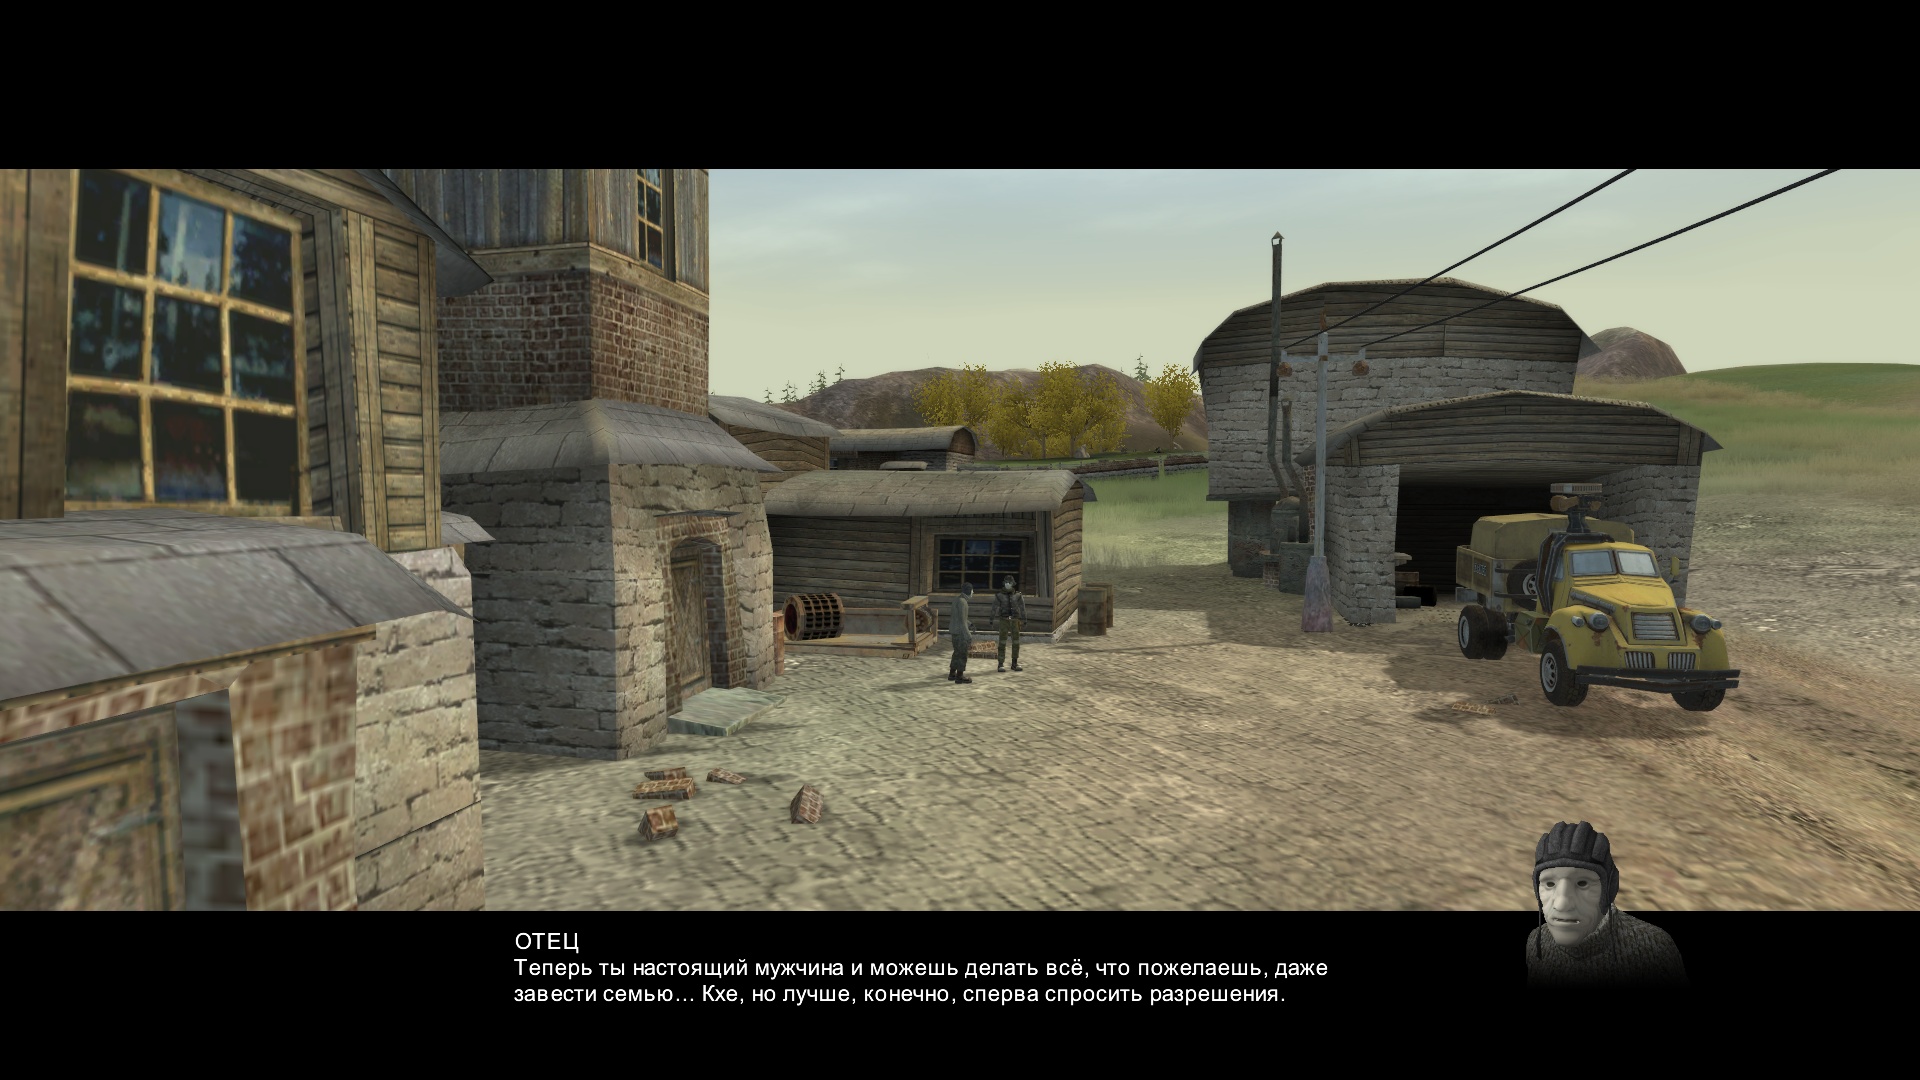 ОТЕЦ
Теперь ты настоящий мужчина и можешь делать всё, что пожелаешь, даже
завести семью... Кхе, но лучше, конечно, сперва спросить разрешения.